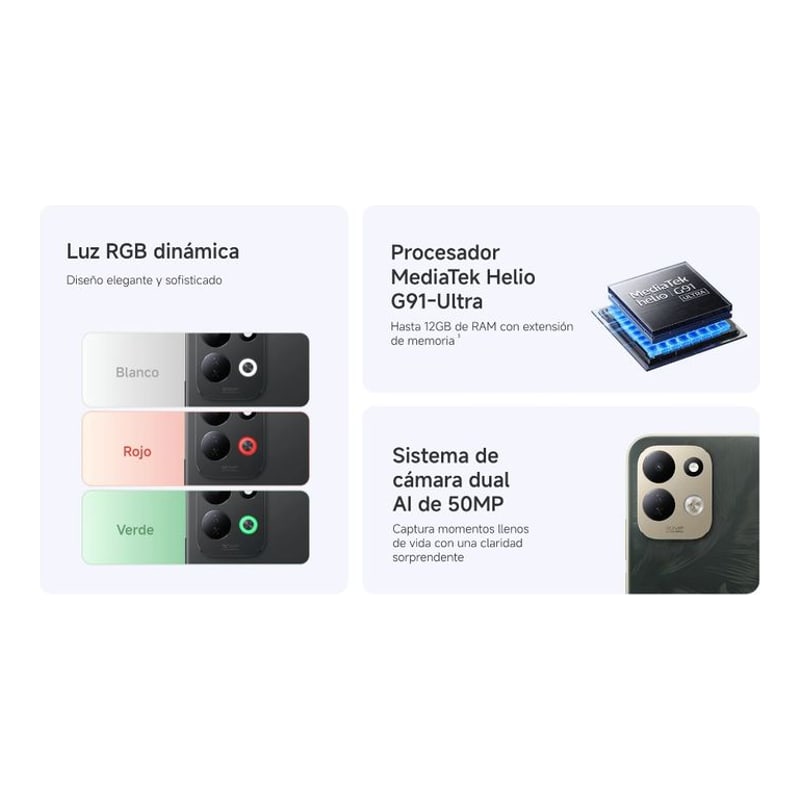 Luz RGB dinámica
Diseño elegante y sofisticado
Blanco
Rojo
Verde
Procesador
MediaTek Helio
G91-Ultra
Hasta 12GB de RAM con extensión
de memoria ¹
MediaTek
helio G91
ULTRA
Sistema de
cámara dual
AI de 50MP
Captura momentos llenos
de vida con una claridad
sorprendente